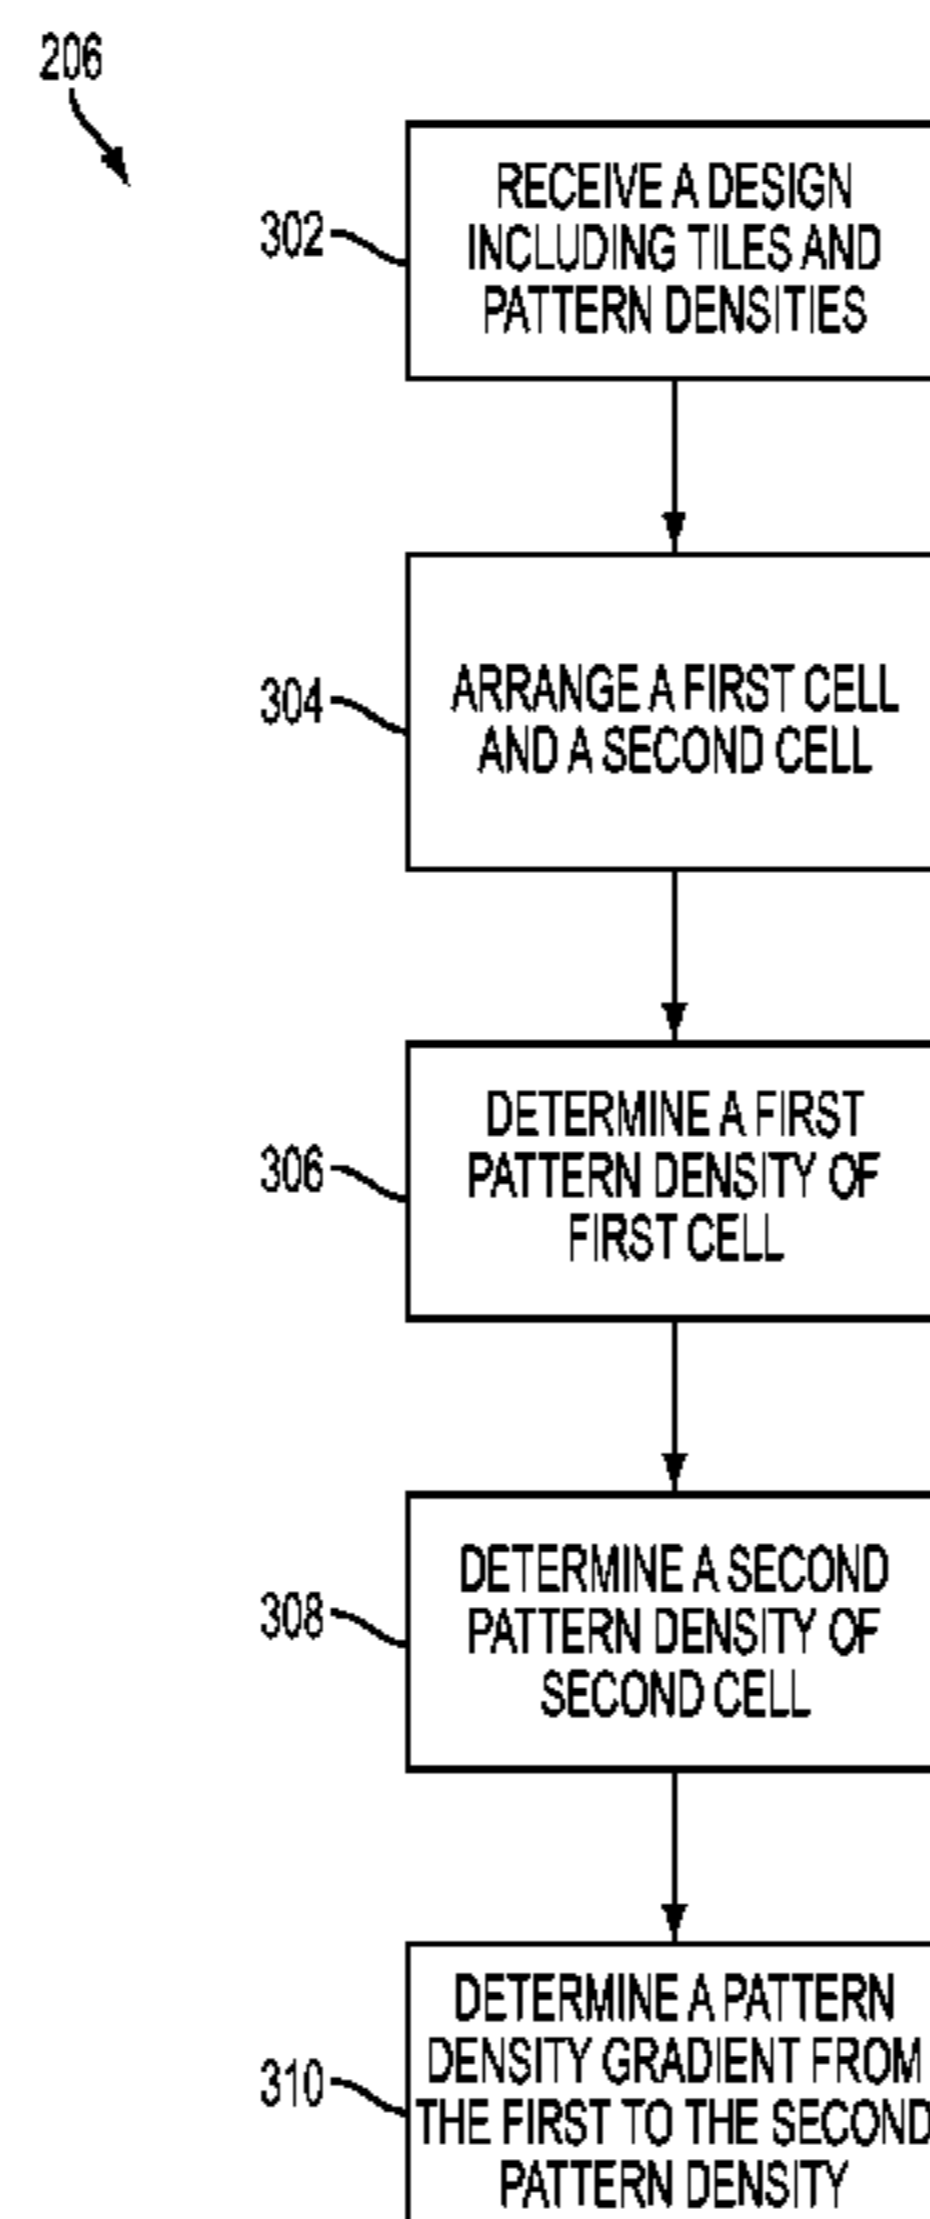 206
302
RECEIVE A DESIGN
INCLUDING TILES AND
PATTERN DENSITIES
304
ARRANGE A FIRST CELL
AND A SECOND CELL
306
DETERMINE A FIRST
PATTERN DENSITY OF
FIRST CELL
308
DETERMINE A SECOND
PATTERN DENSITY OF
SECOND CELL
310
DETERMINE A PATTERN
DENSITY GRADIENT FROM
THE FIRST TO THE SECOND
PATTERN DENSITY